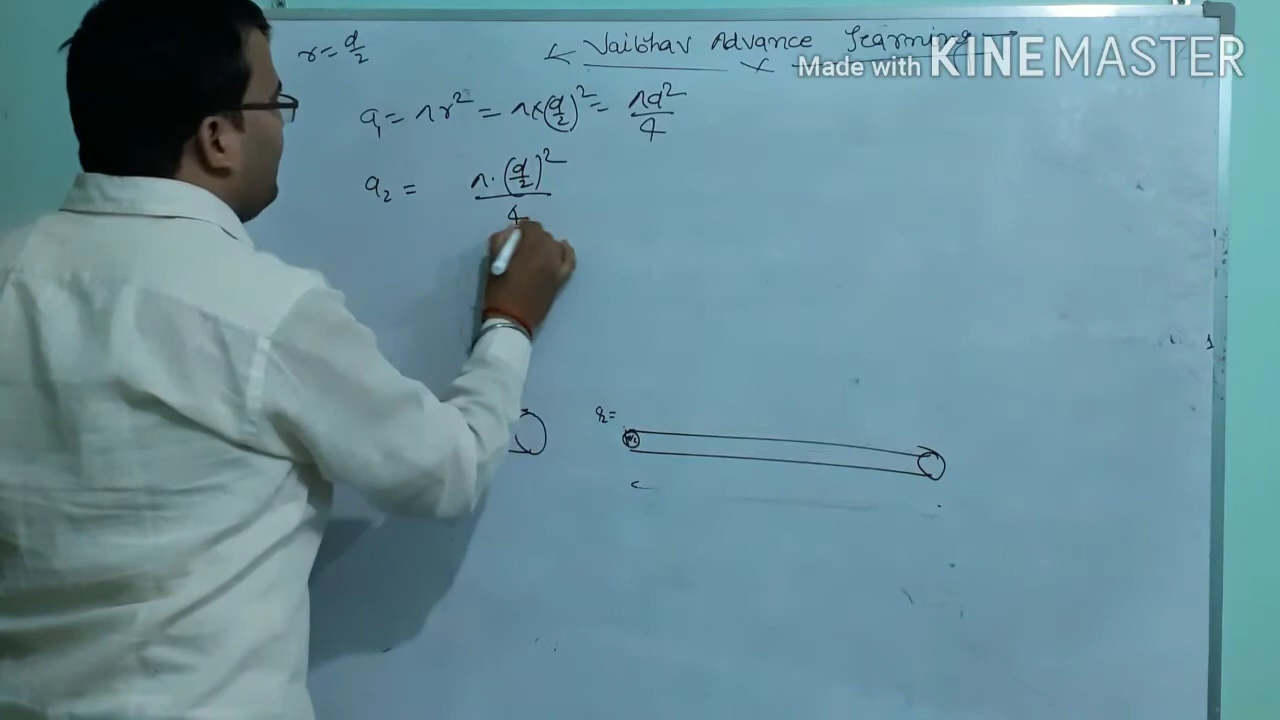 r = d/2
< Vaibhav Advance Learning →
Made with KINEMASTER
a₁ = πr² = π×(d/2)² = πd²/4
a₂ = π·(d/2)²/4
a₂ =